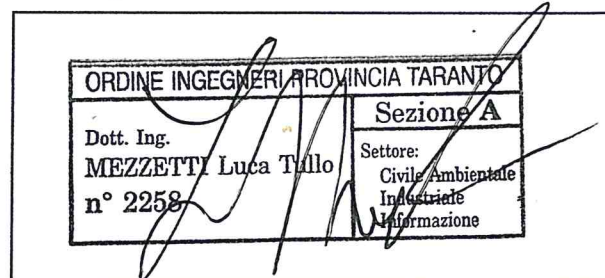 ORDINE INGEGNERI PROVINCIA TARANTO
Dott. Ing.
MEZZETTI Luca Tullo
n° 2258
Sezione A
Settore:
Civile Ambientale
Industriale
Informazione